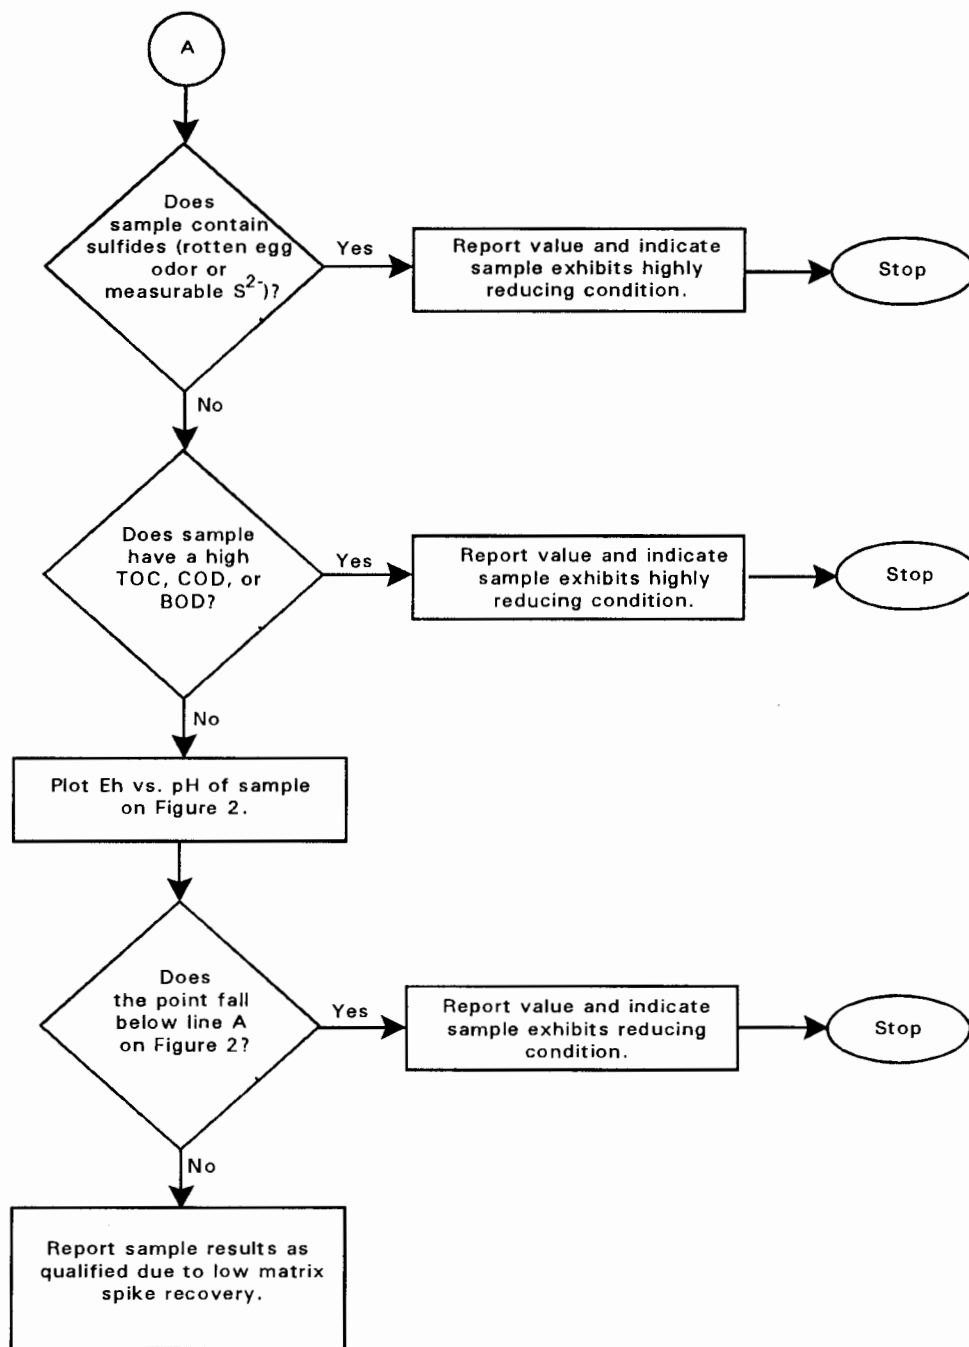 A
Does
sample contain
sulfides (rotten egg
odor or
measurable S²⁻)?
Yes
Report value and indicate
sample exhibits highly
reducing condition.
Stop
No
Does sample
have a high
TOC, COD, or
BOD?
Yes
Report value and indicate
sample exhibits highly
reducing condition.
Stop
No
Plot Eh vs. pH of sample
on Figure 2.
Does
the point fall
below line A
on Figure 2?
Yes
Report value and indicate
sample exhibits reducing
condition.
Stop
No
Report sample results as
qualified due to low matrix
spike recovery.